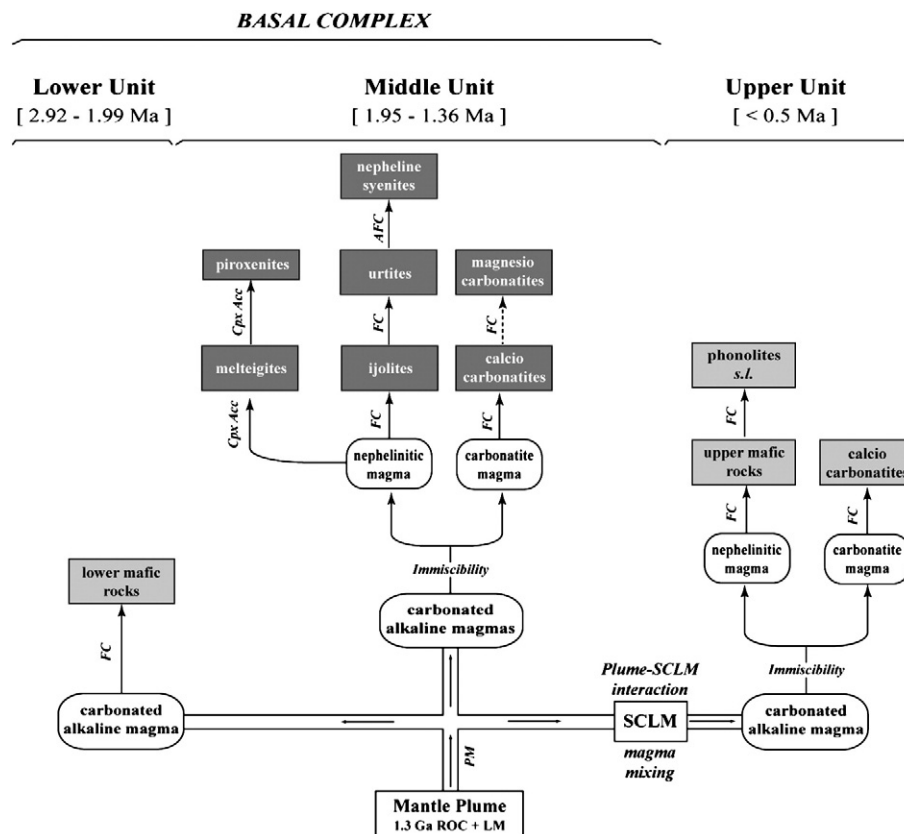 BASAL COMPLEX
Lower Unit
[ 2.92 - 1.99 Ma ]
Middle Unit
[ 1.95 - 1.36 Ma ]
Upper Unit
[ < 0.5 Ma ]
nepheline
syenites
AFC
piroxenites
urtites
magnesio
carbonatites
Cpx Acc
FC
FC
melteigites
ijolites
calcio
carbonatites
phonolites
s.l.
Cpx Acc
FC
FC
FC
nephelinitic
magma
carbonatite
magma
upper mafic
rocks
calcio
carbonatites
FC
FC
nephelinitic
magma
carbonatite
magma
Immiscibility
lower mafic
rocks
carbonated
alkaline magmas
FC
Immiscibility
Plume-SCLM
interaction
carbonated
alkaline magma
SCLM
carbonated
alkaline magma
PM
magma
mixing
Mantle Plume
1.3 Ga ROC + LM